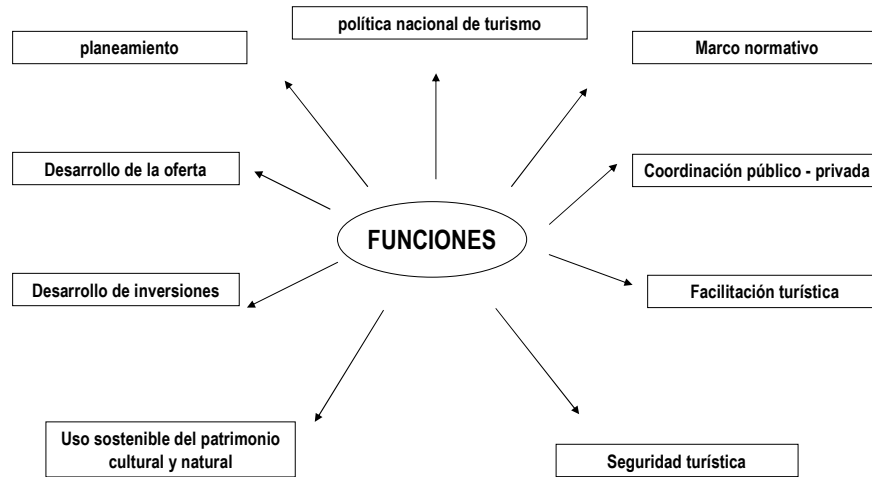 política nacional de turismo
planeamiento
Marco normativo
Desarrollo de la oferta
Coordinación público - privada
FUNCIONES
Desarrollo de inversiones
Facilitación turística
Uso sostenible del patrimonio
cultural y natural
Seguridad turística